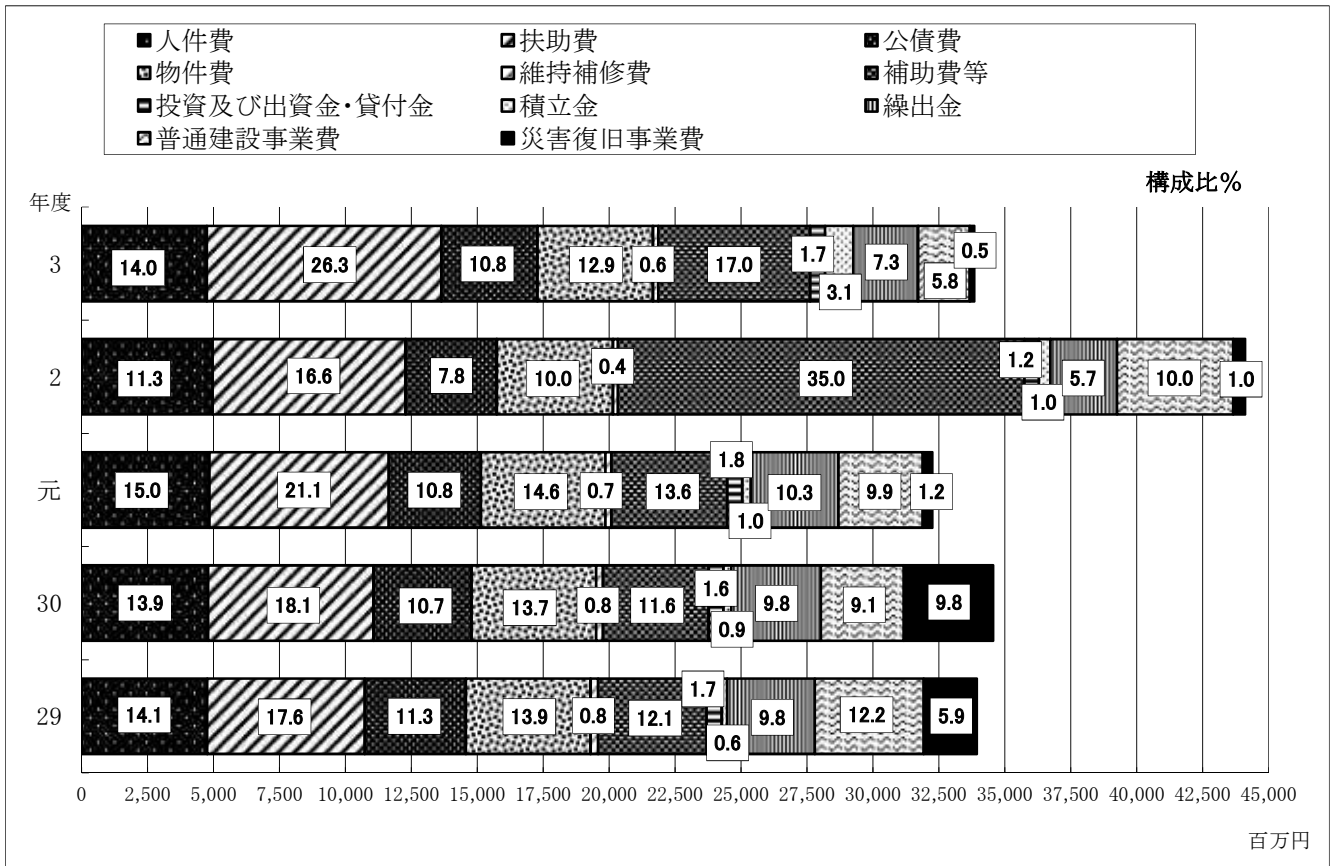 ■人件費 扶助費 公債費
物件費 維持補修費 補助費等
投資及び出資金・貸付金 積立金 繰出金
普通建設事業費 ■災害復旧事業費
構成比%
年度
3 14.0 26.3 10.8 12.9 0.6 17.0 1.7 3.1 7.3 5.8 0.5
2 11.3 16.6 7.8 10.0 0.4 35.0 1.2 1.0 5.7 10.0 1.0
元 15.0 21.1 10.8 14.6 0.7 13.6 1.8 1.0 10.3 9.9 1.2
30 13.9 18.1 10.7 13.7 0.8 11.6 1.6 0.9 9.8 9.1 9.8
29 14.1 17.6 11.3 13.9 0.8 12.1 1.7 0.6 9.8 12.2 5.9
0 2,500 5,000 7,500 10,000 12,500 15,000 17,500 20,000 22,500 25,000 27,500 30,000 32,500 35,000 37,500 40,000 42,500 45,000
百万円